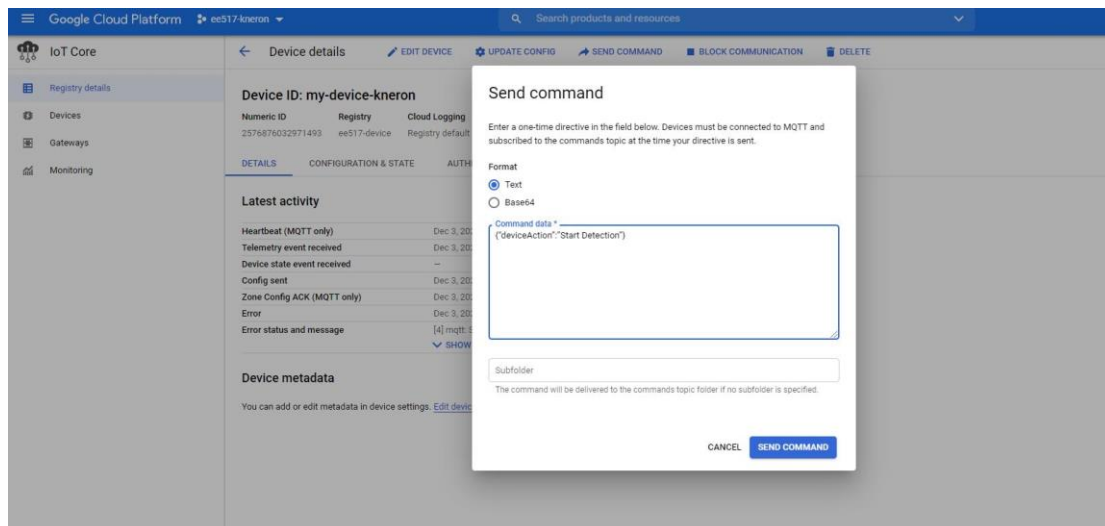 Google Cloud Platform ee517-kneron Search products and resources
IoT Core
Device details EDIT DEVICE UPDATE CONFIG SEND COMMAND BLOCK COMMUNICATION DELETE
Registry details
Devices
Gateways
Monitoring
Device ID: my-device-kneron
Numeric ID Registry Cloud Logging
2576876032971493 ee517-device Registry default
DETAILS CONFIGURATION & STATE AUTH
Latest activity
Heartbeat (MQTT only) Dec 3, 20
Telemetry event received Dec 3, 20
Device state event received –
Config sent Dec 3, 20
Zone Config ACK (MQTT only) Dec 3, 20
Error Dec 3, 20
Error status and message [4] mqtt: S
SHOW
Device metadata
You can add or edit metadata in device settings. Edit devic
Send command
Enter a one-time directive in the field below. Devices must be connected to MQTT and
subscribed to the commands topic at the time your directive is sent.
Format
Text
Base64
Command data *
{"deviceAction":"Start Detection"}
Subfolder
The command will be delivered to the commands topic folder if no subfolder is specified.
CANCEL SEND COMMAND